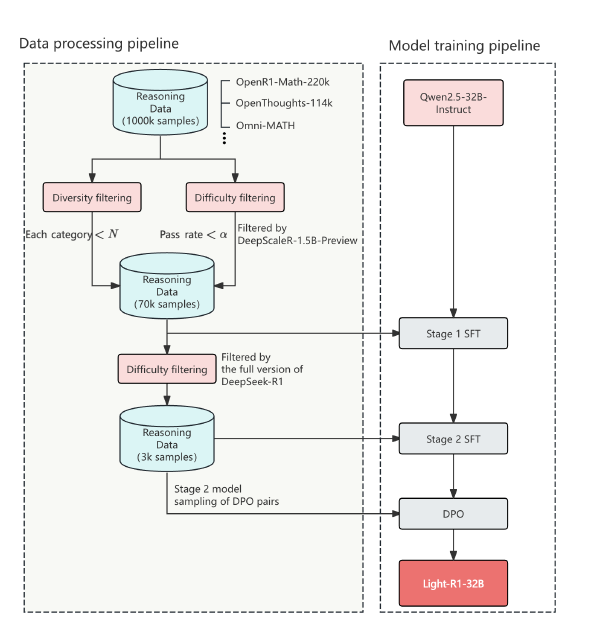 Data processing pipeline
Model training pipeline
Reasoning
Data
(1000k samples)
OpenR1-Math-220k
OpenThoughts-114k
Omni-MATH
Qwen2.5-32B-
Instruct
Diversity filtering
Difficulty filtering
Each category < N
Pass rate < α
Filtered by
DeepScaleR-1.5B-Preview
Reasoning
Data
(70k samples)
Stage 1 SFT
Difficulty filtering
Filtered by
the full version of
DeepSeek-R1
Reasoning
Data
(3k samples)
Stage 2 SFT
Stage 2 model
sampling of DPO pairs
DPO
Light-R1-32B